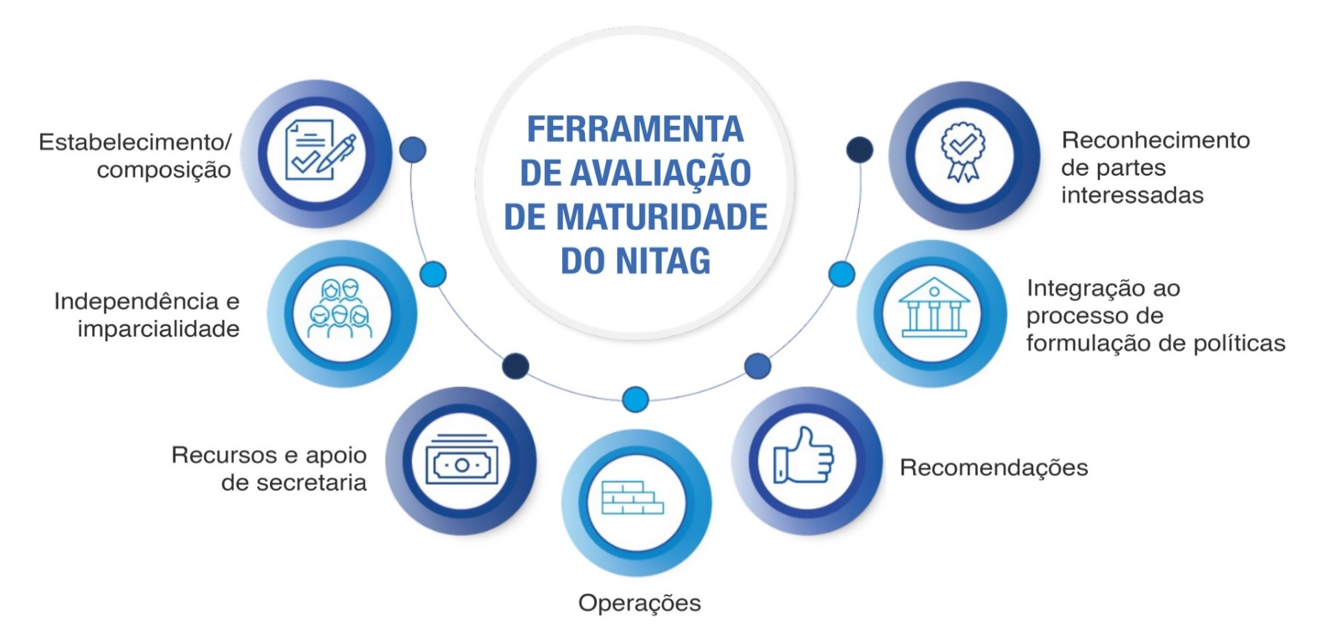 FERRAMENTA
DE AVALIAÇÃO
DE MATURIDADE
DO NITAG
Estabelecimento/
composição
Independência e
imparcialidade
Recursos e apoio
de secretaria
Operações
Recomendações
Integração ao
processo de
formulação de políticas
Reconhecimento
de partes
interessadas